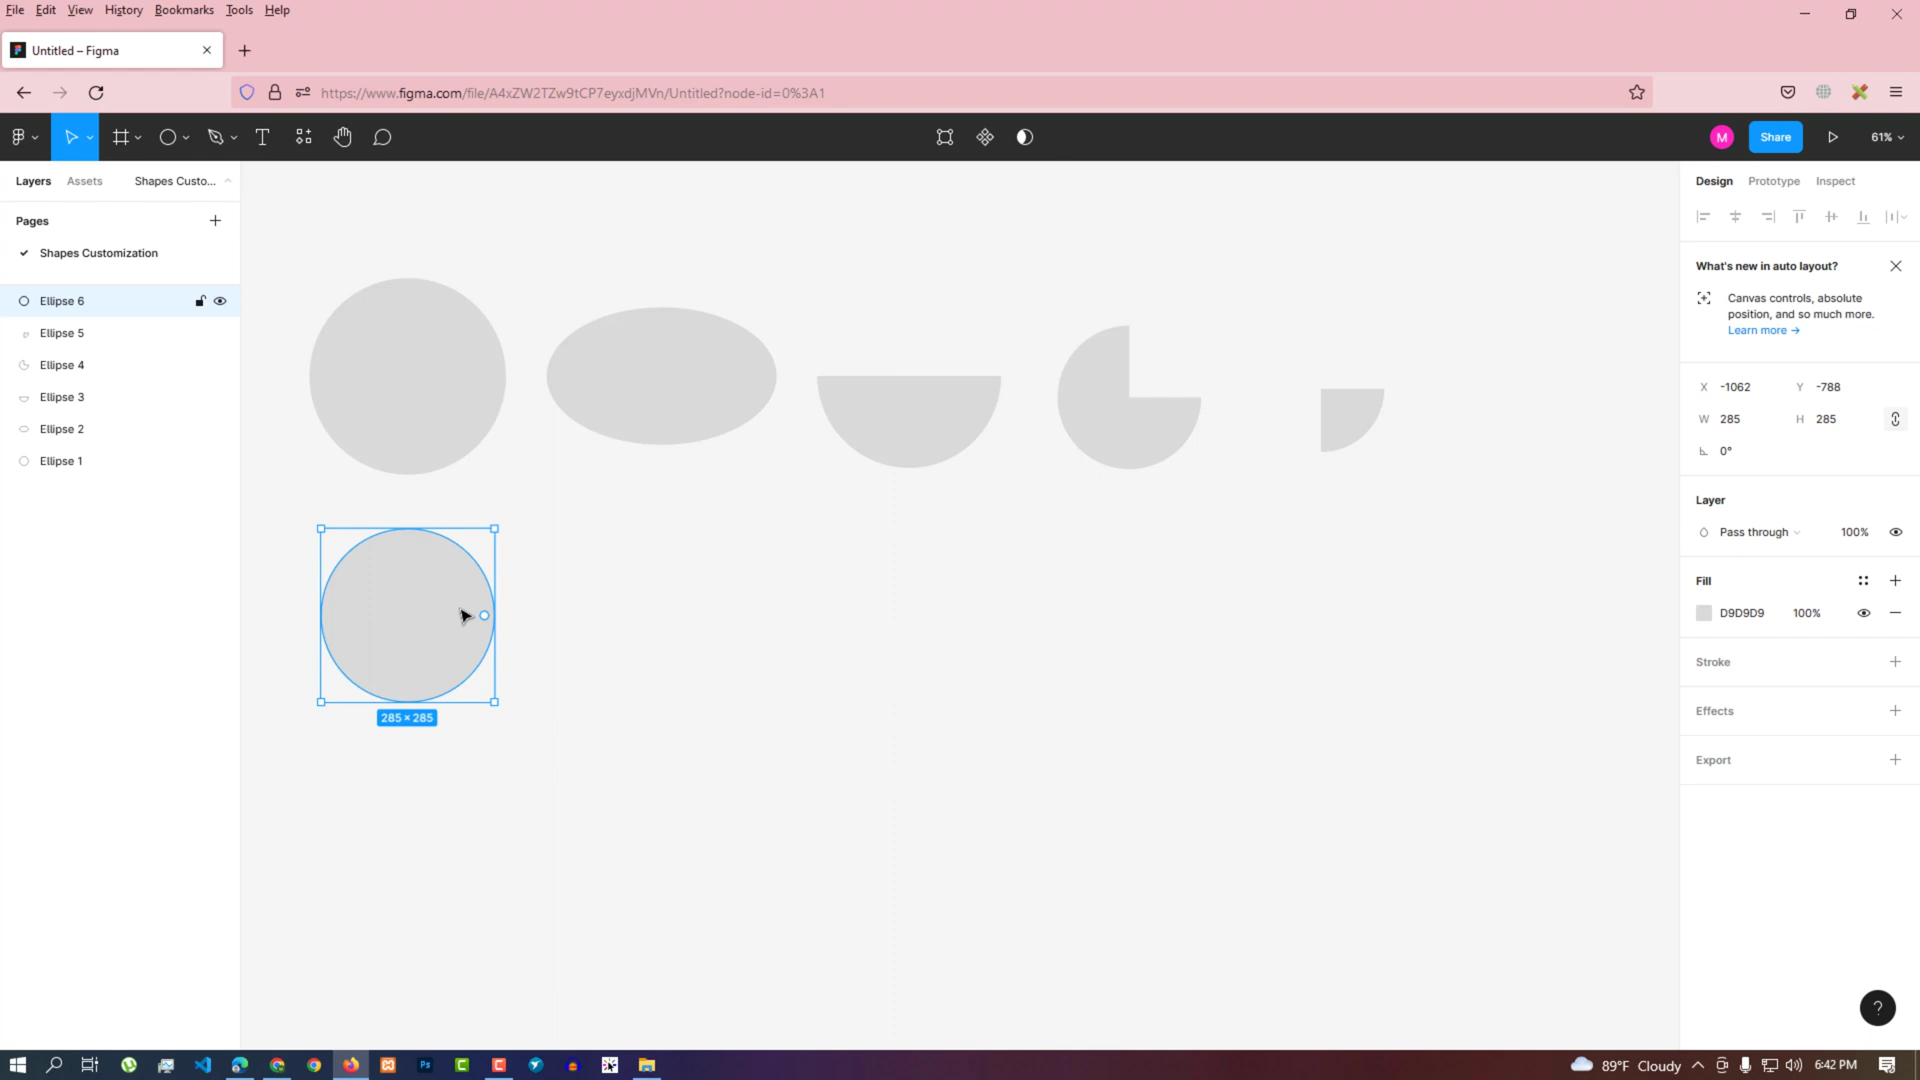 File Edit View History Bookmarks Tools Help
Untitled – Figma
https://www.figma.com/file/A4xZW2TZw9tCP7eyxdjMVn/Untitled?node-id=0%3A1
M Share 61%
Layers Assets Shapes Custo...
Pages
Shapes Customization
Ellipse 6
Ellipse 5
Ellipse 4
Ellipse 3
Ellipse 2
Ellipse 1
285 × 285
Design Prototype Inspect
What's new in auto layout?
Canvas controls, absolute
position, and so much more.
Learn more →
X -1062 Y -788
W 285 H 285
0°
Layer
Pass through 100%
Fill
D9D9D9 100%
Stroke
Effects
Export
?
Ps
89°F Cloudy 6:42 PM